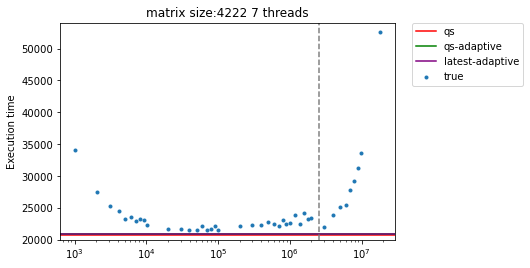 matrix size:4222 7 threads
Execution time
50000
45000
40000
35000
30000
25000
20000
10³
10⁴
10⁵
10⁶
10⁷
qs
qs-adaptive
latest-adaptive
true